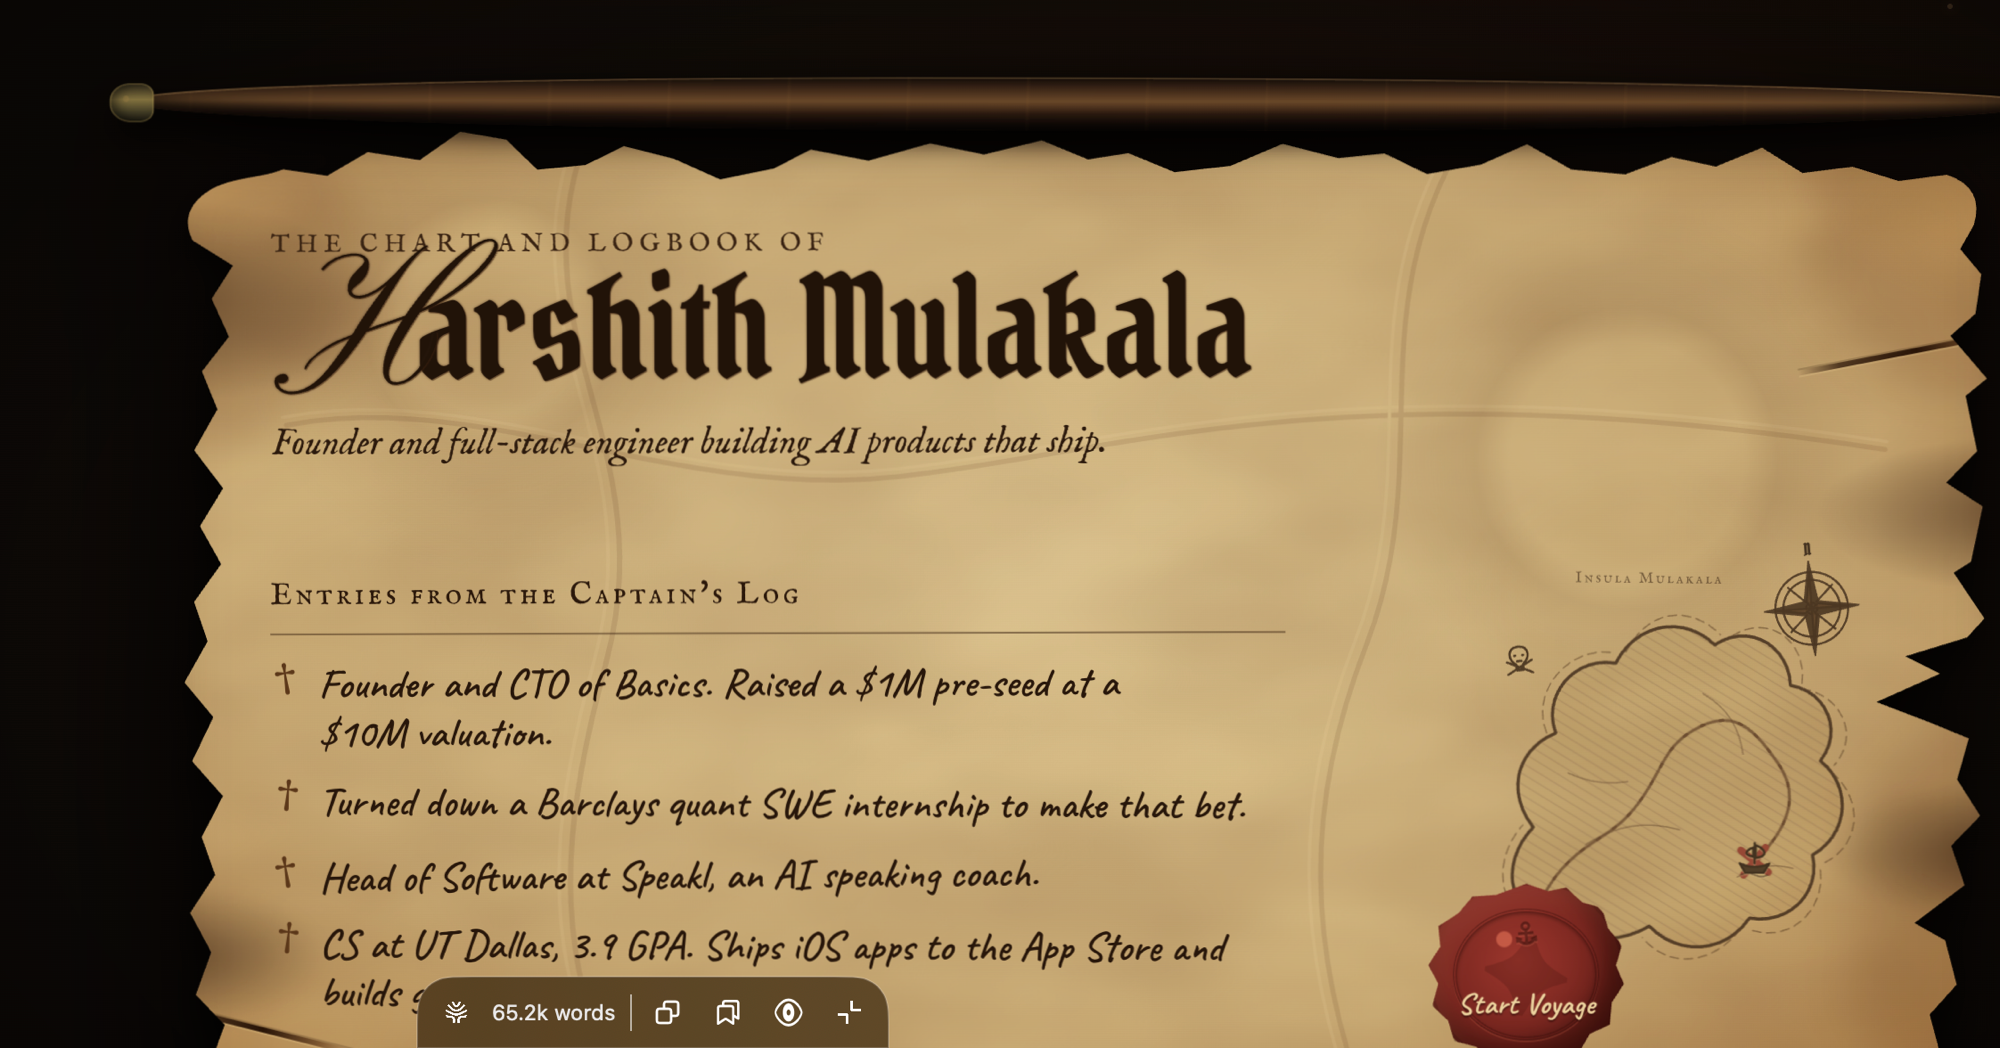 THE CHART AND LOGBOOK OF
Harshith Mulakala
Founder and full-stack engineer building AI products that ship.
INSULA MULAKALA
n
ENTRIES FROM THE CAPTAIN'S LOG
† Founder and CTO of Basics. Raised a $1M pre-seed at a
$10M valuation.
† Turned down a Barclays quant SWE internship to make that bet.
† Head of Software at Speakl, an AI speaking coach.
† CS at UT Dallas, 3.9 GPA. Ships iOS apps to the App Store and
builds
Start Voyage
65.2k words